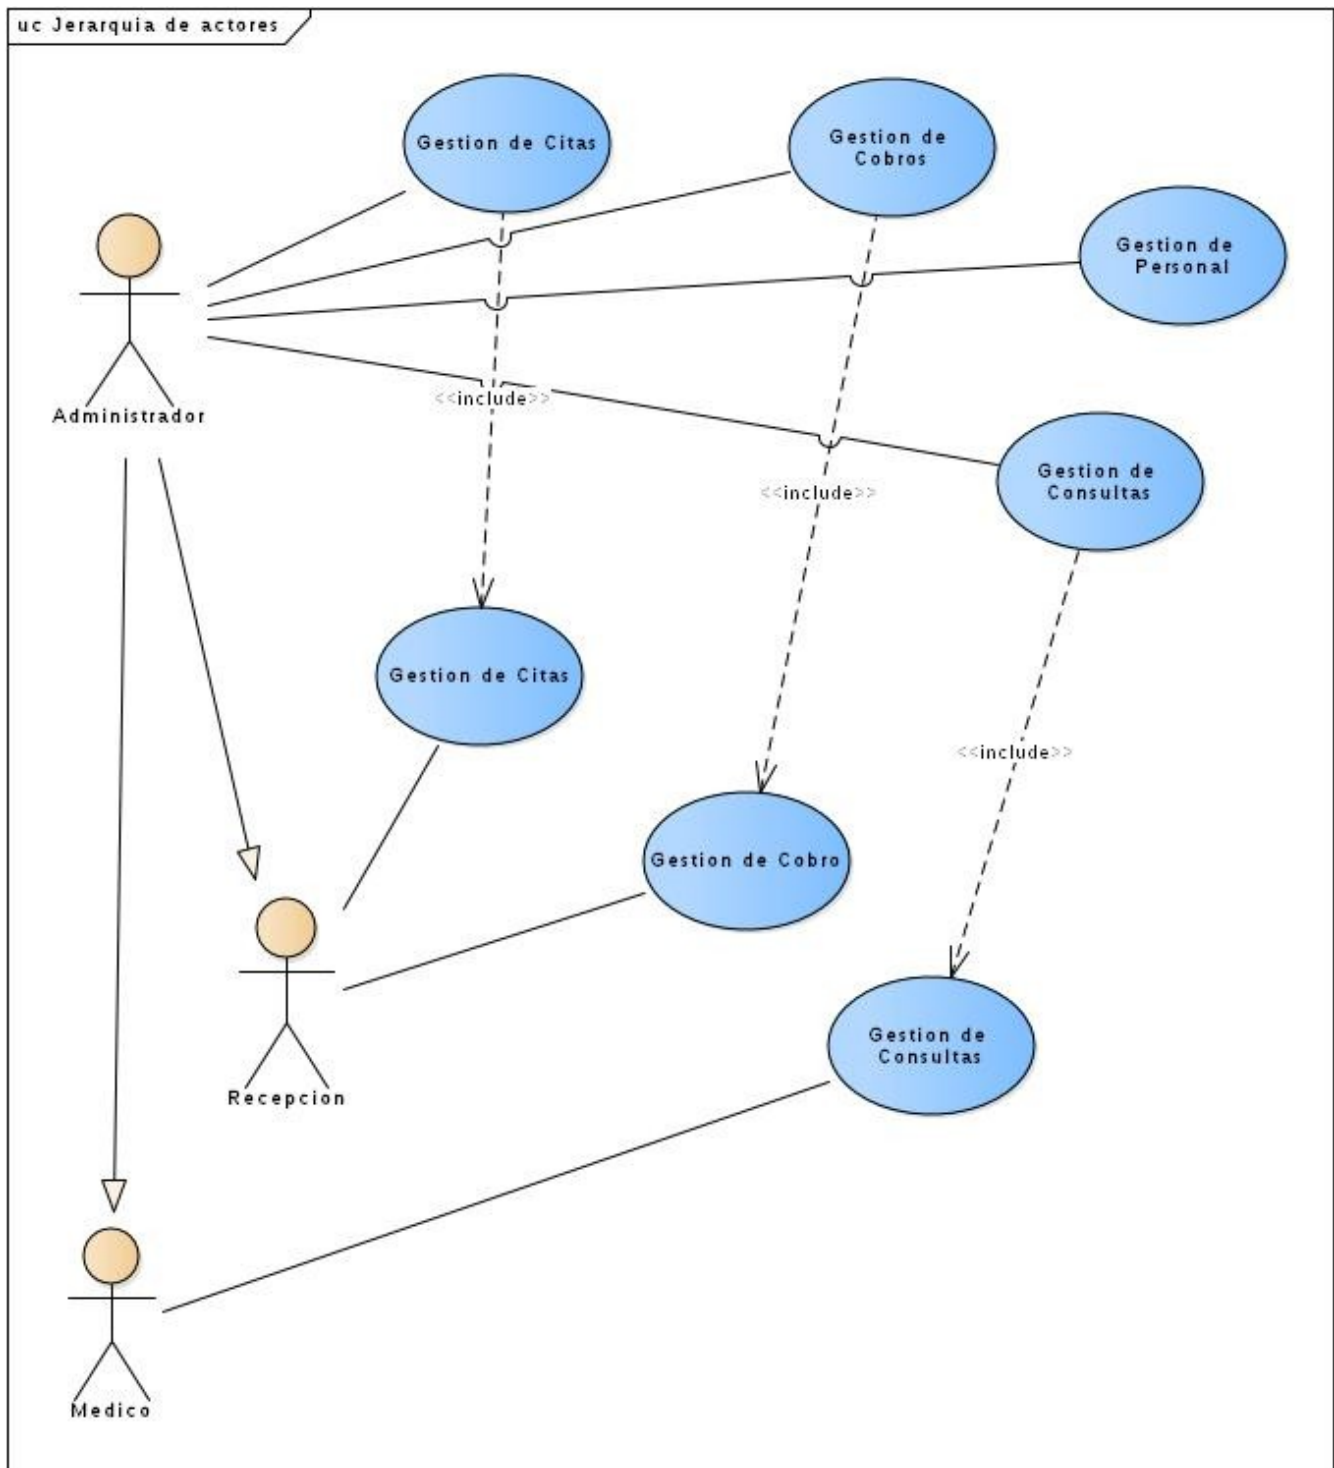 uc Jerarquia de actores
Gestion de Citas
Gestion de
Cobros
Gestion de
Personal
Administrador
<<include>>
Gestion de
Consultas
<<include>>
Gestion de Citas
<<include>>
Gestion de Cobro
Recepcion
Gestion de
Consultas
Medico